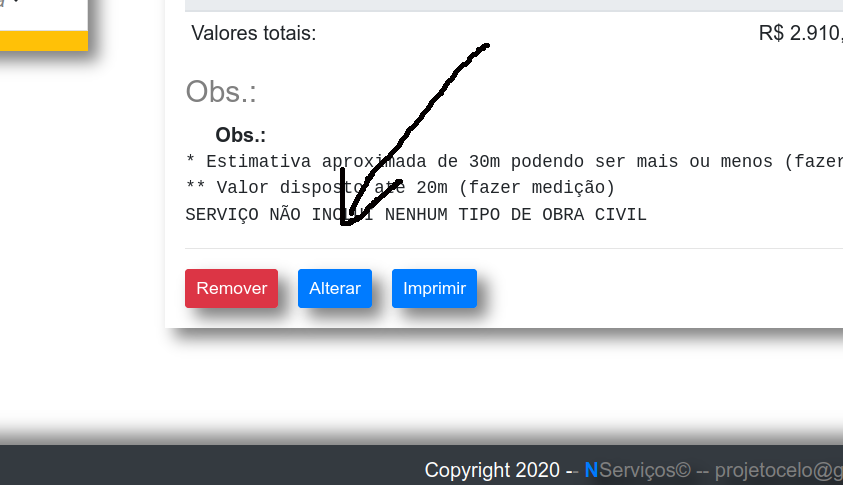 Valores totais: R$ 2.910,
Obs.:
Obs.:
* Estimativa aproximada de 30m podendo ser mais ou menos (fazer
** Valor disposto até 20m (fazer medição)
SERVIÇO NÃO INCLUI NENHUM TIPO DE OBRA CIVIL
Remover Alterar Imprimir
Copyright 2020 -- NServiços© -- projetocelo@g